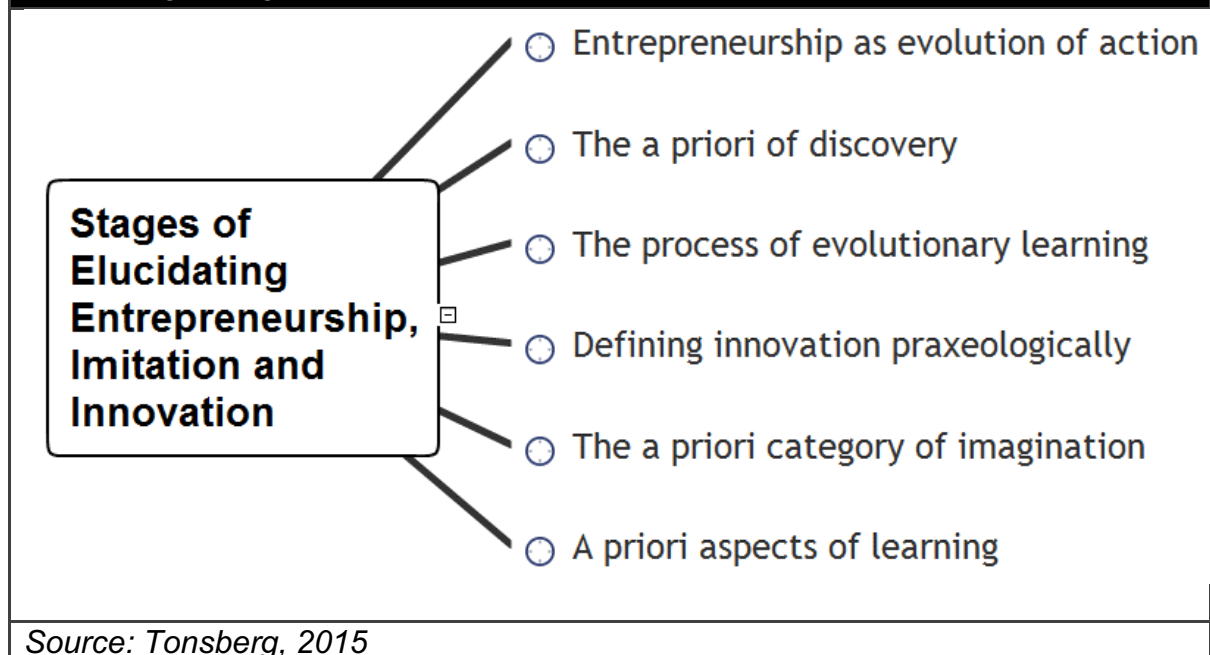 Entrepreneurship as evolution of action
The a priori of discovery
The process of evolutionary learning
Stages of
Elucidating
Entrepreneurship,
Imitation and
Innovation
Defining innovation praxeologically
The a priori category of imagination
A priori aspects of learning
Source: Tonsberg, 2015